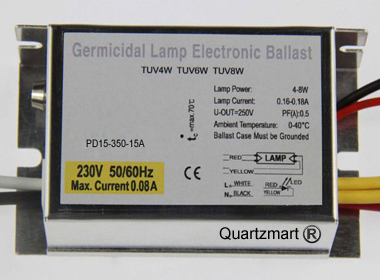 Germicidal Lamp Electronic Ballast
TUV4W TUV6W TUV8W
Lamp Power: 4-8W
Lamp Current: 0.16-0.18A
U-OUT=250V PF(λ):0.5
Ambient Temperature: 0-40°C
Ballast Case Must be Grounded
tc=max.70°C
PD15-350-15A
230V 50/60Hz
Max. Current 0.08A
RED LAMP
YELLOW
L WHITE RED LED
N BLACK YELLOW
Quartzmart ®